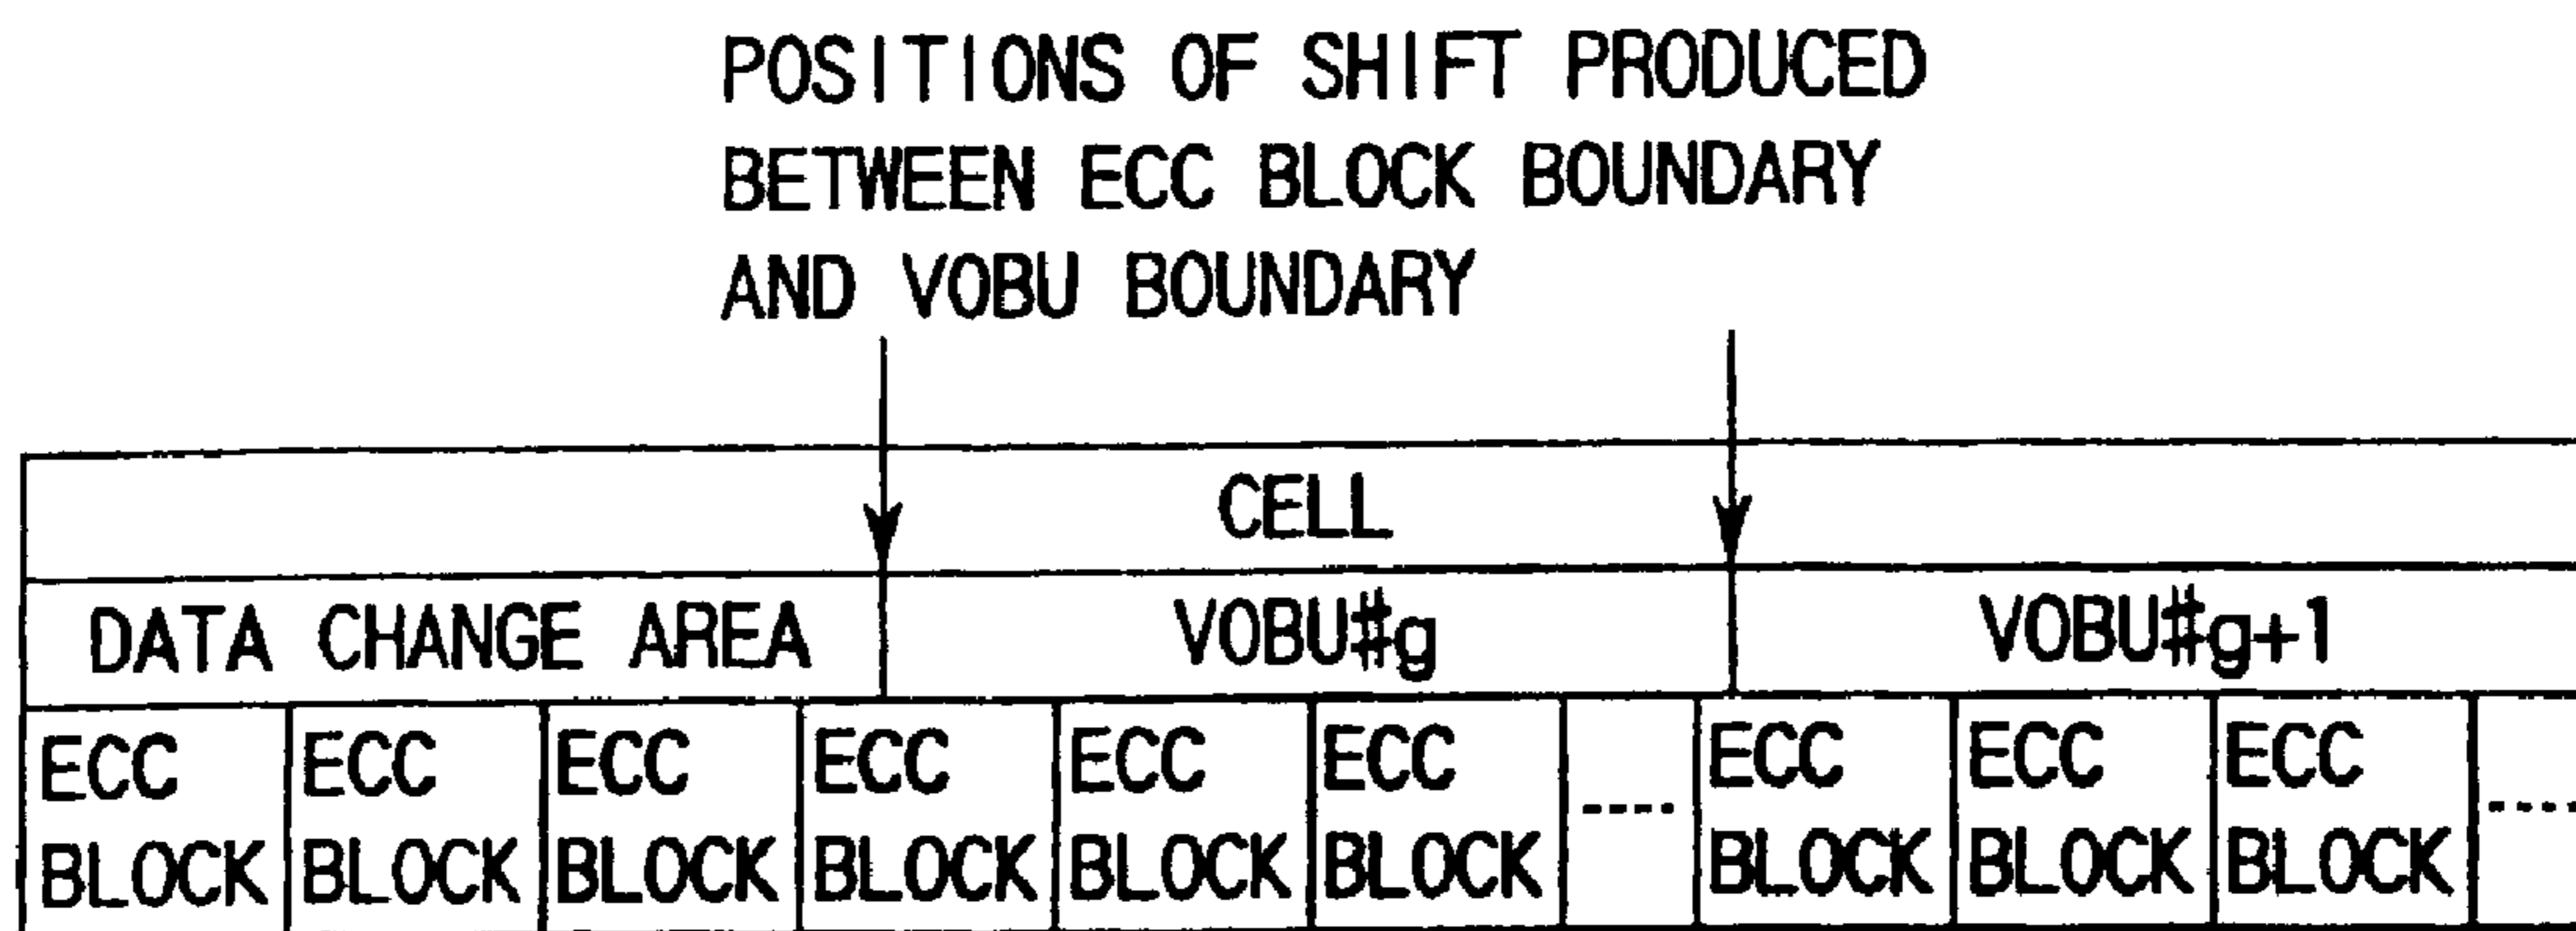 POSITIONS OF SHIFT PRODUCED
BETWEEN ECC BLOCK BOUNDARY
AND VOBU BOUNDARY
CELL
DATA CHANGE AREA VOBU#g VOBU#g+1
ECC ECC ECC ECC ECC ECC ---- ECC ECC ECC ----
BLOCK BLOCK BLOCK BLOCK BLOCK BLOCK BLOCK BLOCK BLOCK